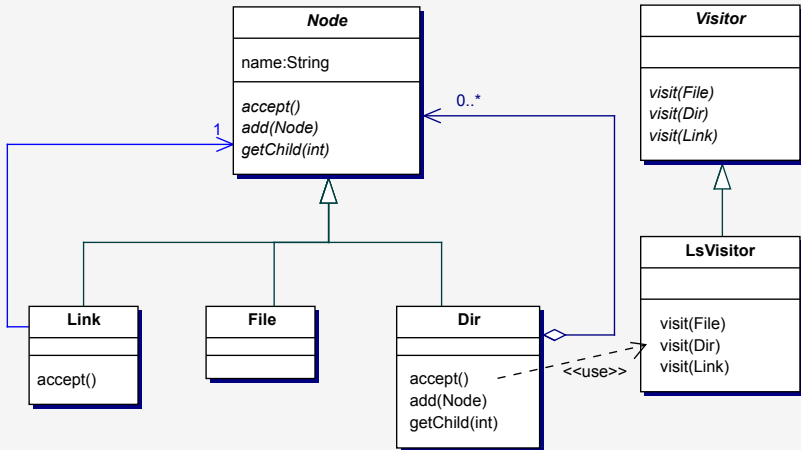 Node
name:String
accept()
add(Node)
getChild(int)
Visitor
visit(File)
visit(Dir)
visit(Link)
0..*
1
LsVisitor
visit(File)
visit(Dir)
visit(Link)
Link
accept()
File
Dir
accept()
add(Node)
getChild(int)
<<use>>